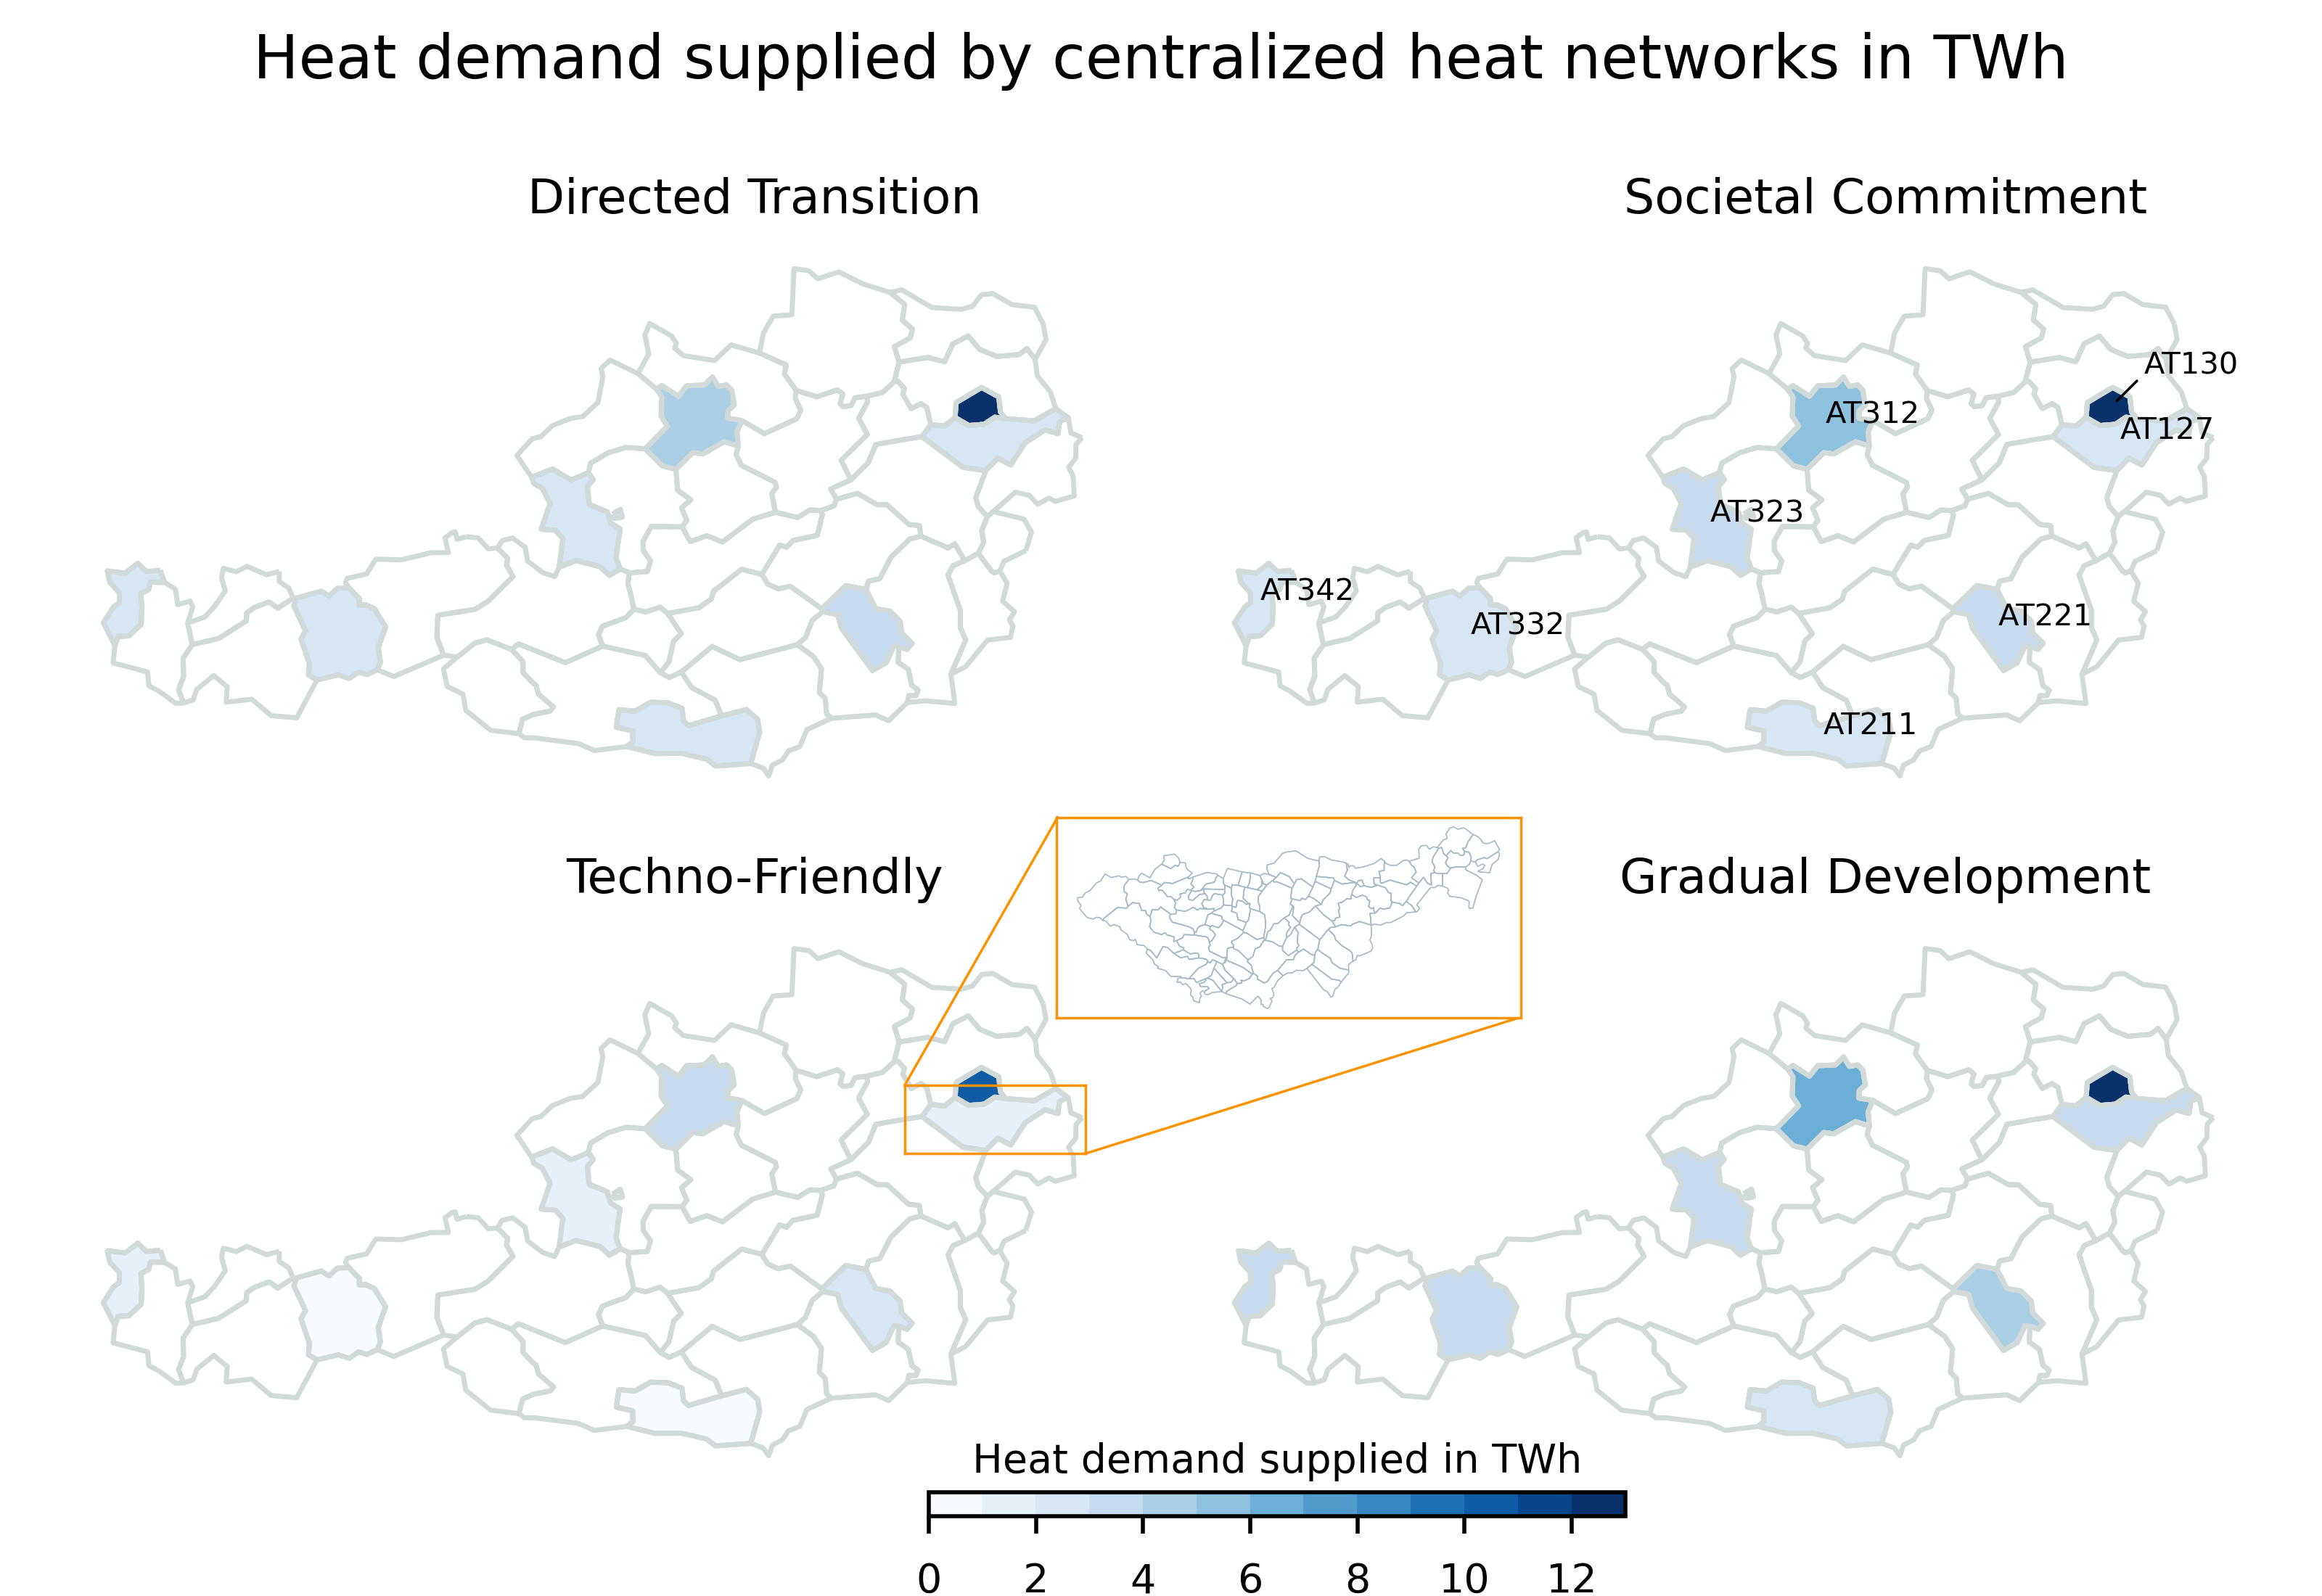 Heat demand supplied by centralized heat networks in TWh
Directed Transition
Societal Commitment
AT130
AT312
AT127
AT323
AT342
AT332
AT221
AT211
Techno-Friendly
Gradual Development
Heat demand supplied in TWh
0 2 4 6 8 10 12